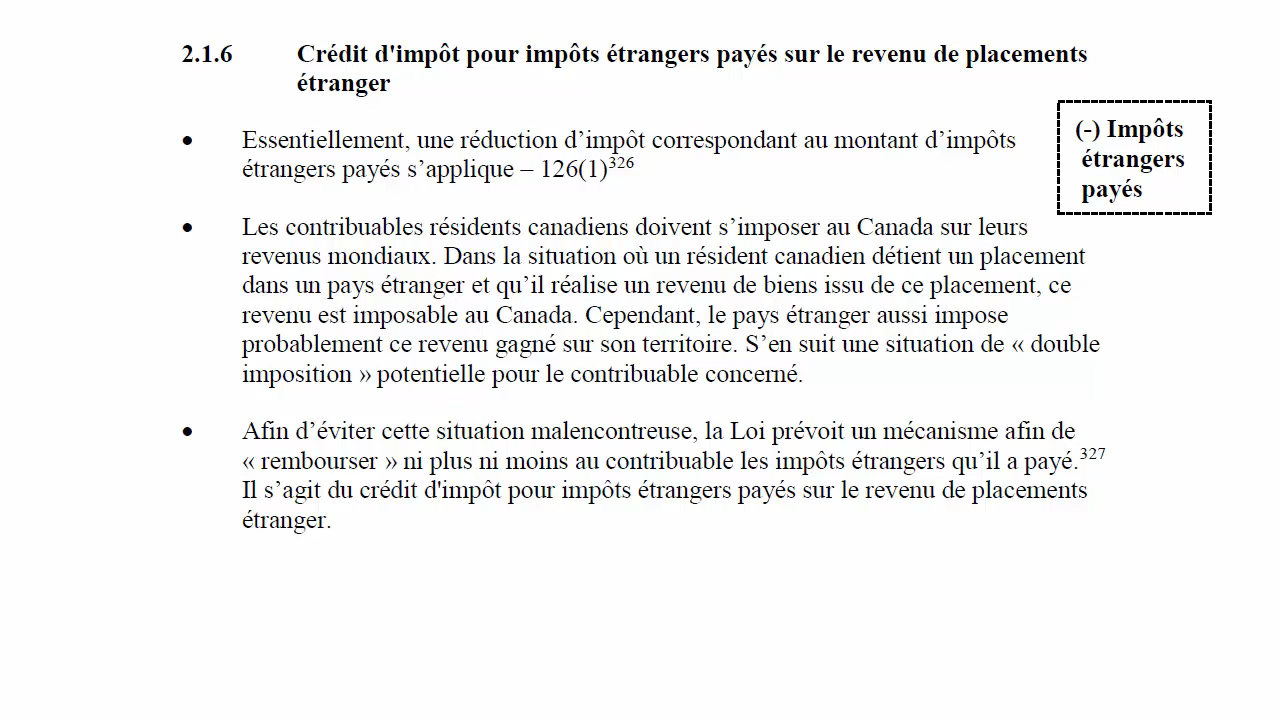 2.1.6 Crédit d'impôt pour impôts étrangers payés sur le revenu de placements
étranger
• Essentiellement, une réduction d’impôt correspondant au montant d’impôts
étrangers payés s’applique – 126(1)326
(-) Impôts
étrangers
payés
• Les contribuables résidents canadiens doivent s’imposer au Canada sur leurs
revenus mondiaux. Dans la situation où un résident canadien détient un placement
dans un pays étranger et qu’il réalise un revenu de biens issu de ce placement, ce
revenu est imposable au Canada. Cependant, le pays étranger aussi impose
probablement ce revenu gagné sur son territoire. S’en suit une situation de « double
imposition » potentielle pour le contribuable concerné.
• Afin d’éviter cette situation malencontreuse, la Loi prévoit un mécanisme afin de
« rembourser » ni plus ni moins au contribuable les impôts étrangers qu’il a payé.327
Il s’agit du crédit d'impôt pour impôts étrangers payés sur le revenu de placements
étranger.